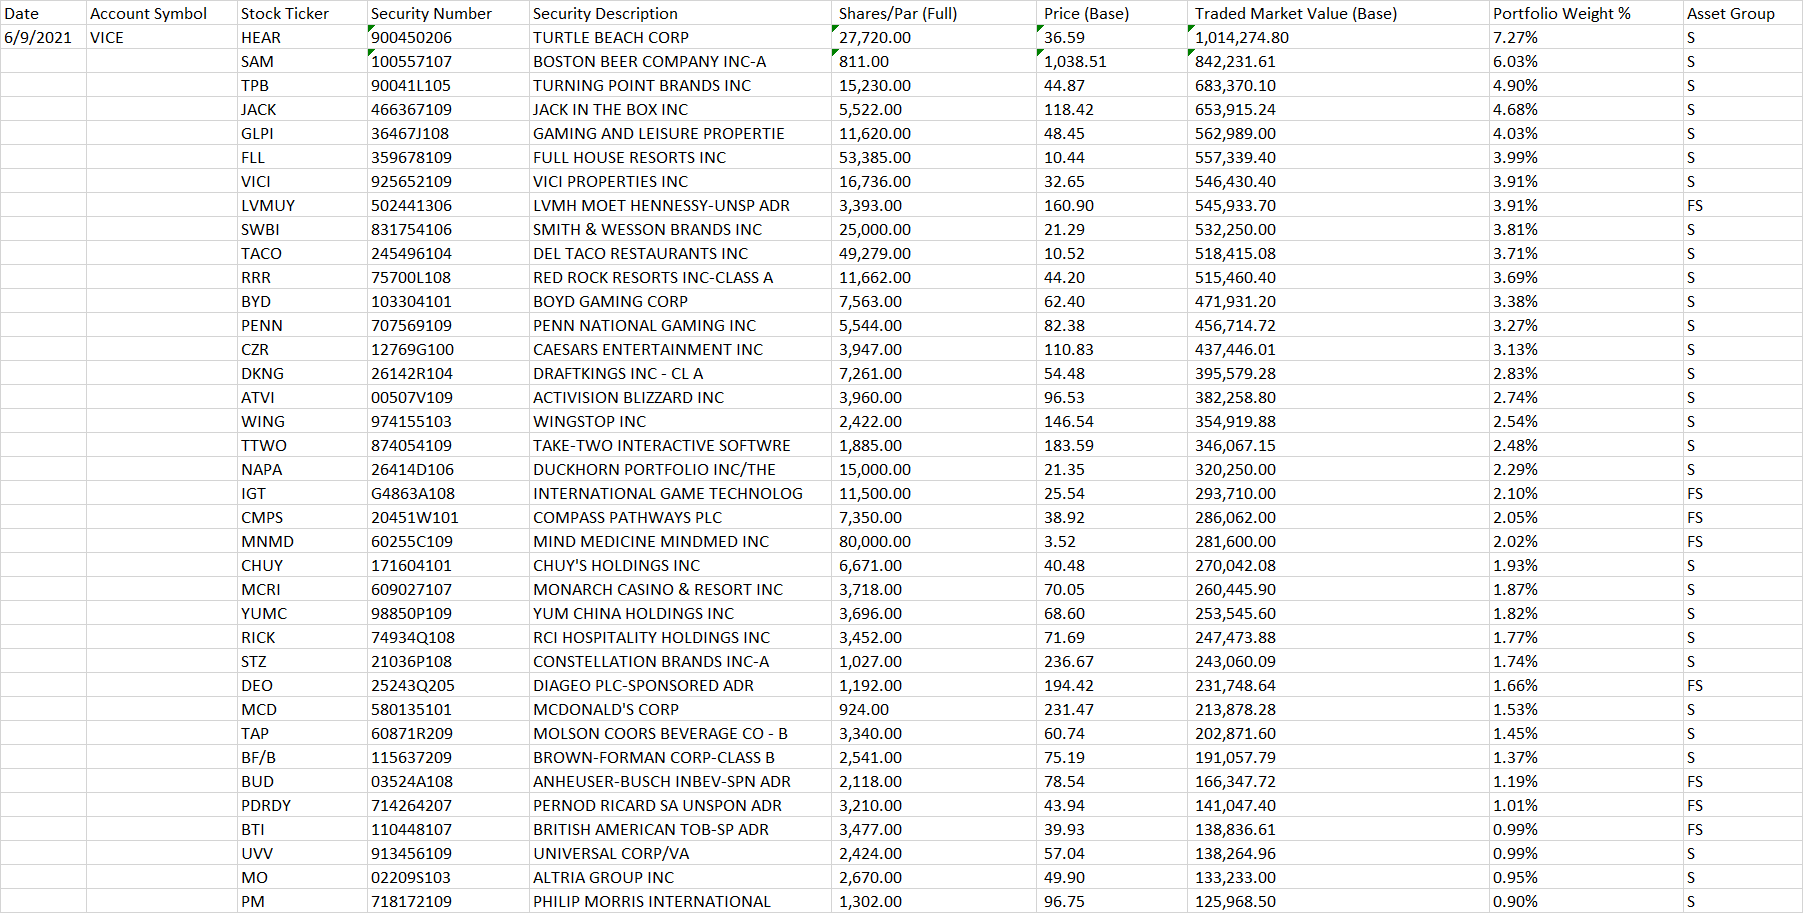 Date Account Symbol Stock Ticker Security Number Security Description Shares/Par (Full) Price (Base) Traded Market Value (Base) Portfolio Weight % Asset Group
6/9/2021 VICE HEAR 900450206 TURTLE BEACH CORP 27,720.00 36.59 1,014,274.80 7.27% S
SAM 100557107 BOSTON BEER COMPANY INC-A 811.00 1,038.51 842,231.61 6.03% S
TPB 90041L105 TURNING POINT BRANDS INC 15,230.00 44.87 683,370.10 4.90% S
JACK 466367109 JACK IN THE BOX INC 5,522.00 118.42 653,915.24 4.68% S
GLPI 36467J108 GAMING AND LEISURE PROPERTIE 11,620.00 48.45 562,989.00 4.03% S
FLL 359678109 FULL HOUSE RESORTS INC 53,385.00 10.44 557,339.40 3.99% S
VICI 925652109 VICI PROPERTIES INC 16,736.00 32.65 546,430.40 3.91% S
LVMUY 502441306 LVMH MOET HENNESSY-UNSP ADR 3,393.00 160.90 545,933.70 3.91% FS
SWBI 831754106 SMITH & WESSON BRANDS INC 25,000.00 21.29 532,250.00 3.81% S
TACO 245496104 DEL TACO RESTAURANTS INC 49,279.00 10.52 518,415.08 3.71% S
RRR 75700L108 RED ROCK RESORTS INC-CLASS A 11,662.00 44.20 515,460.40 3.69% S
BYD 103304101 BOYD GAMING CORP 7,563.00 62.40 471,931.20 3.38% S
PENN 707569109 PENN NATIONAL GAMING INC 5,544.00 82.38 456,714.72 3.27% S
CZR 12769G100 CAESARS ENTERTAINMENT INC 3,947.00 110.83 437,446.01 3.13% S
DKNG 26142R104 DRAFTKINGS INC - CL A 7,261.00 54.48 395,579.28 2.83% S
ATVI 00507V109 ACTIVISION BLIZZARD INC 3,960.00 96.53 382,258.80 2.74% S
WING 974155103 WINGSTOP INC 2,422.00 146.54 354,919.88 2.54% S
TTWO 874054109 TAKE-TWO INTERACTIVE SOFTWRE 1,885.00 183.59 346,067.15 2.48% S
NAPA 26414D106 DUCKHORN PORTFOLIO INC/THE 15,000.00 21.35 320,250.00 2.29% S
IGT G4863A108 INTERNATIONAL GAME TECHNOLOG 11,500.00 25.54 293,710.00 2.10% FS
CMPS 20451W101 COMPASS PATHWAYS PLC 7,350.00 38.92 286,062.00 2.05% FS
MNMD 60255C109 MIND MEDICINE MINDMED INC 80,000.00 3.52 281,600.00 2.02% FS
CHUY 171604101 CHUY'S HOLDINGS INC 6,671.00 40.48 270,042.08 1.93% S
MCRI 609027107 MONARCH CASINO & RESORT INC 3,718.00 70.05 260,445.90 1.87% S
YUMC 98850P109 YUM CHINA HOLDINGS INC 3,696.00 68.60 253,545.60 1.82% S
RICK 74934Q108 RCI HOSPITALITY HOLDINGS INC 3,452.00 71.69 247,473.88 1.77% S
STZ 21036P108 CONSTELLATION BRANDS INC-A 1,027.00 236.67 243,060.09 1.74% S
DEO 25243Q205 DIAGEO PLC-SPONSORED ADR 1,192.00 194.42 231,748.64 1.66% FS
MCD 580135101 MCDONALD'S CORP 924.00 231.47 213,878.28 1.53% S
TAP 60871R209 MOLSON COORS BEVERAGE CO - B 3,340.00 60.74 202,871.60 1.45% S
BF/B 115637209 BROWN-FORMAN CORP-CLASS B 2,541.00 75.19 191,057.79 1.37% S
BUD 03524A108 ANHEUSER-BUSCH INBEV-SPN ADR 2,118.00 78.54 166,347.72 1.19% FS
PDRDY 714264207 PERNOD RICARD SA UNSPON ADR 3,210.00 43.94 141,047.40 1.01% FS
BTI 110448107 BRITISH AMERICAN TOB-SP ADR 3,477.00 39.93 138,836.61 0.99% FS
UVV 913456109 UNIVERSAL CORP/VA 2,424.00 57.04 138,264.96 0.99% S
MO 02209S103 ALTRIA GROUP INC 2,670.00 49.90 133,233.00 0.95% S
PM 718172109 PHILIP MORRIS INTERNATIONAL 1,302.00 96.75 125,968.50 0.90% S